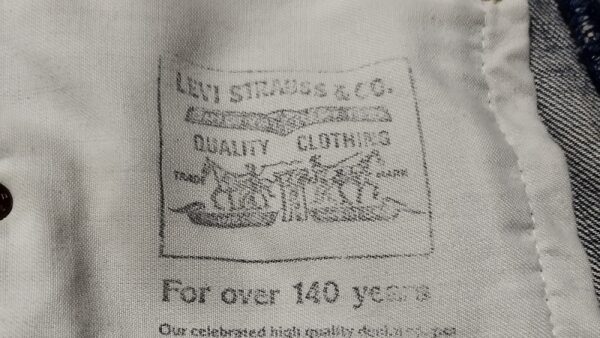 LEVI STRAUSS & CO.
QUALITY CLOTHING
TRADE MARK
For over 140 years
Our celebrated high quality